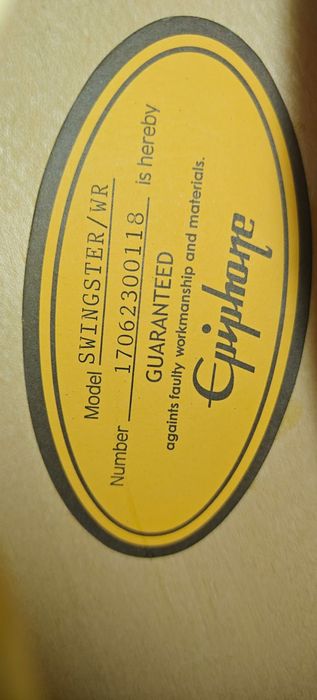 Model SWINGSTER/WR
Number 17062300118 is hereby
GUARANTEED
againts faulty workmanship and materials.
Epiphone